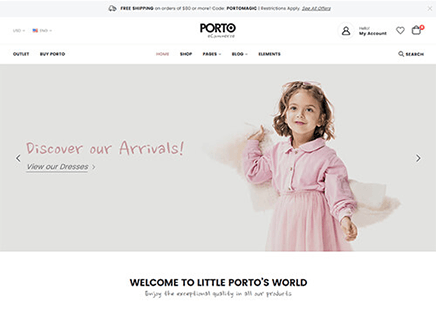 FREE SHIPPING on orders of $90 or more! Code: PORTOMAGIC | Restrictions Apply. See All Offers
USD
ENG
PORTO
eCommerce
Hello!
My Account
OUTLET BUY PORTO HOME SHOP PAGES BLOG ELEMENTS SEARCH
Discover our Arrivals!
View our Dresses
WELCOME TO LITTLE PORTO'S WORLD
Enjoy the exceptional quality in all our products